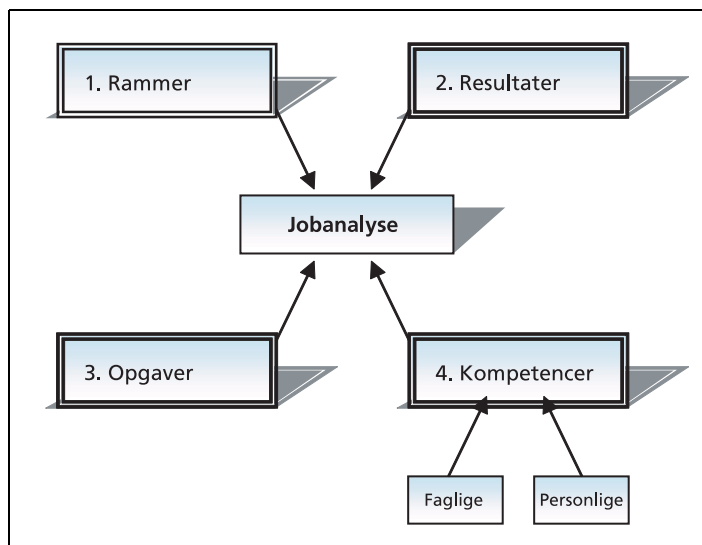 1. Rammer
2. Resultater
Jobanalyse
3. Opgaver
4. Kompetencer
Faglige
Personlige